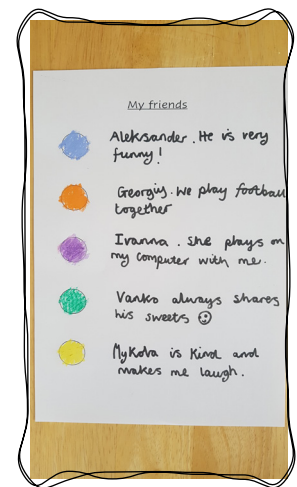 My friends
Aleksander. He is very
funny!
Georgiy. We play football
together
Ivanna. She plays on
my computer with me.
Vanko always shares
his sweets ☺
Mykola is kind and
makes me laugh.